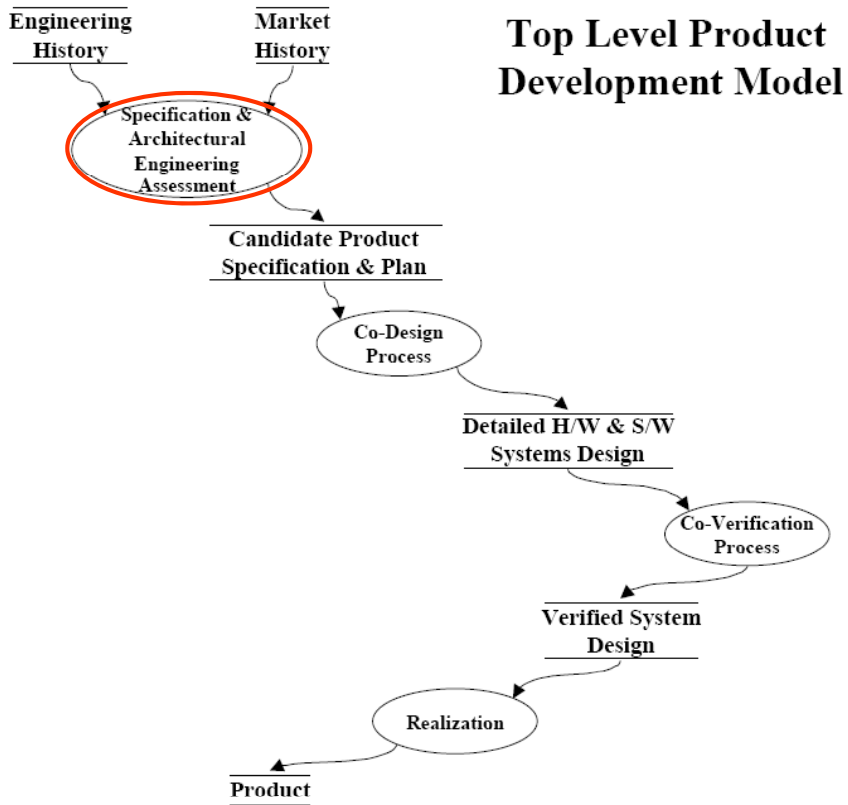 Engineering
History
Market
History
Top Level Product
Development Model
Specification &
Architectural
Engineering
Assessment
Candidate Product
Specification & Plan
Co-Design
Process
Detailed H/W & S/W
Systems Design
Co-Verification
Process
Verified System
Design
Realization
Product